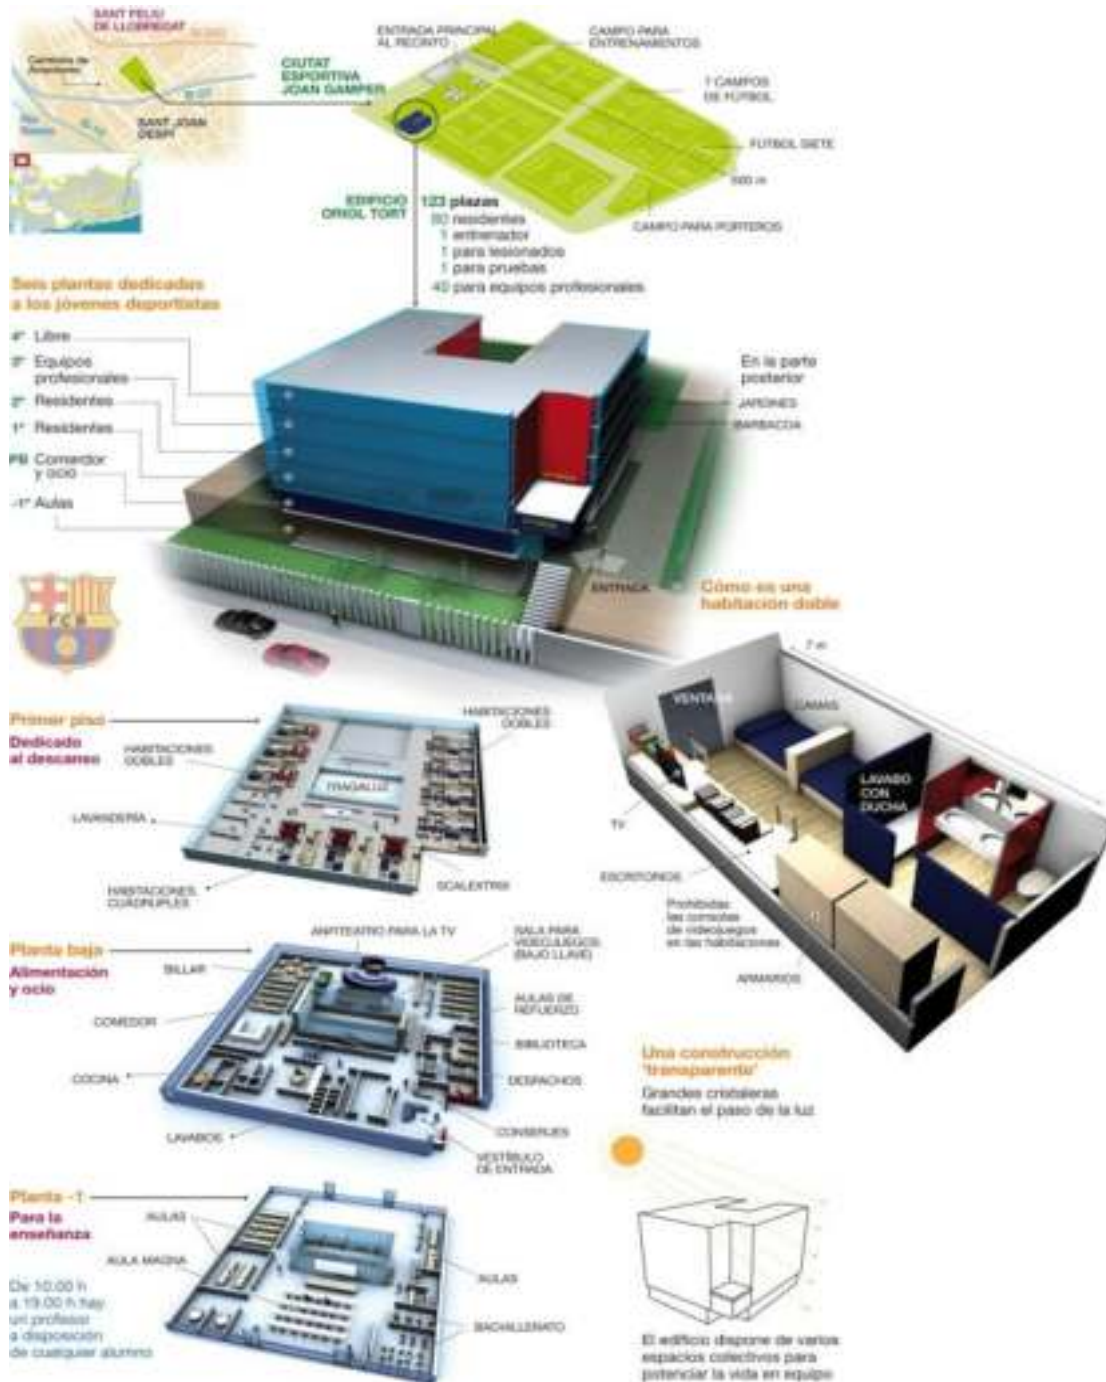 SANT FELIU
DE LLOBREGAT
Carretera de
SANT JOAN
DESPÍ
CIUTAT
ESPORTIVA
JOAN GAMPER
ENTRADA PRINCIPAL
AL RECINTO
CAMPO PARA
ENTRENAMIENTOS
7 CAMPOS
DE FÚTBOL
FÚTBOL SIETE
500 m
CAMPO PARA PORTEROS
EDIFICIO
ORIOL TORT
123 plazas
80 residentes
1 entrenador
1 para lesionados
1 para pruebas
40 para equipos profesionales
Seis plantas dedicadas
a los jóvenes deportistas
4ª Libre
3ª Equipos
profesionales
2ª Residentes
1ª Residentes
PB Comedor
y ocio
-1ª Aulas
En la parte
posterior
JARDINES
BARBACOA
ENTRADA
FCB
Cómo es una
habitación doble
7 m
VENTANA
CAMAS
LAVABO
CON
DUCHA
TV
ESCRITORIOS
Prohibidas
las consolas
de videojuegos
en las habitaciones
ARMARIOS
Primer piso
Dedicado
al descanso
HABITACIONES
DOBLES
HABITACIONES
DOBLES
TRAGALUZ
LAVANDERÍA
HABITACIONES
CUÁDRUPLES
SCALEXTRIX
Planta baja
Alimentación
y ocio
ANFITEATRO PARA LA TV
SALA PARA
VIDEOJUEGOS
(BAJO LLAVE)
BILLAR
COMEDOR
COCINA
LAVABOS
AULAS DE
REFUERZO
BIBLIOTECA
DESPACHOS
CONSERJES
VESTÍBULO
DE ENTRADA
Planta -1
Para la
enseñanza
AULAS
AULA MAGNA
AULAS
BACHILLERATO
De 10.00 h
a 19.00 h hay
un profesor
a disposición
de cualquier alumno
Una construcción
'transparente'
Grandes cristaleras
facilitan el paso de la luz
El edificio dispone de varios
espacios colectivos para
potenciar la vida en equipo